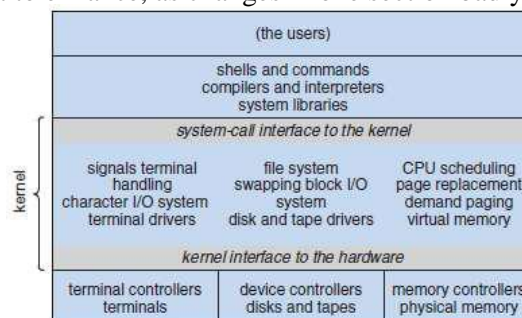 (the users)
shells and commands
compilers and interpreters
system libraries
system-call interface to the kernel
kernel
signals terminal
handling
character I/O system
terminal drivers
file system
swapping block I/O
system
disk and tape drivers
CPU scheduling
page replacement
demand paging
virtual memory
kernel interface to the hardware
terminal controllers
terminals
device controllers
disks and tapes
memory controllers
physical memory